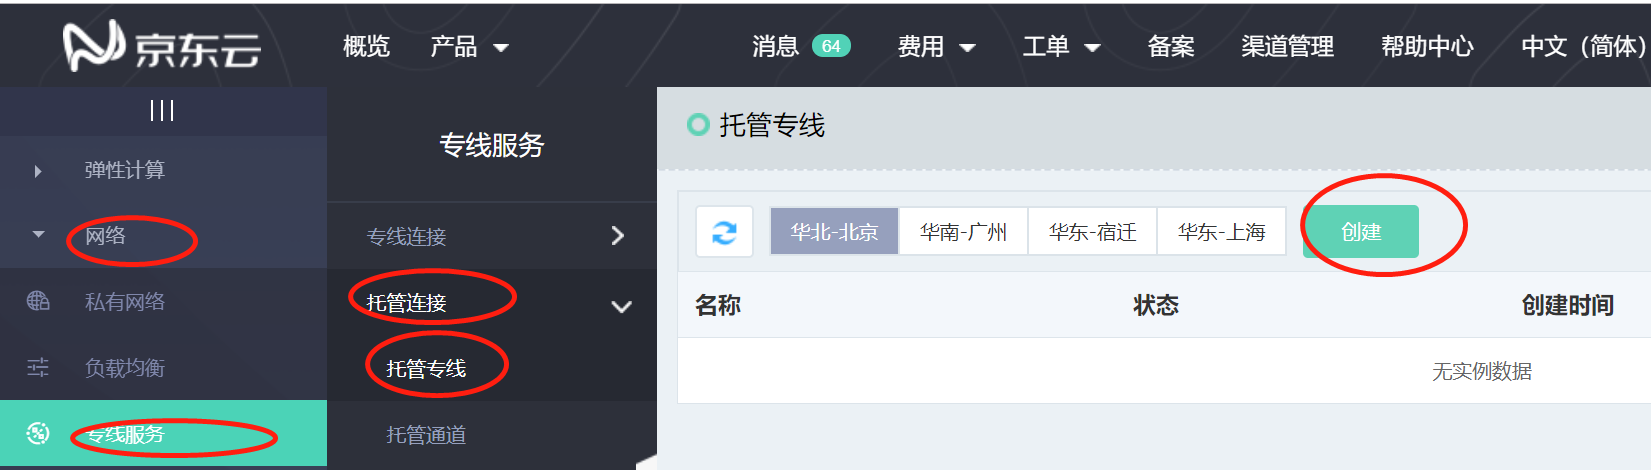 京东云 概览 产品 消息 64 费用 工单 备案 渠道管理 帮助中心 中文（简体）
专线服务
托管专线
弹性计算
网络
私有网络
负载均衡
专线服务
专线连接
托管连接
托管专线
托管通道
华北-北京 华南-广州 华东-宿迁 华东-上海 创建
名称 状态 创建时间
无实例数据